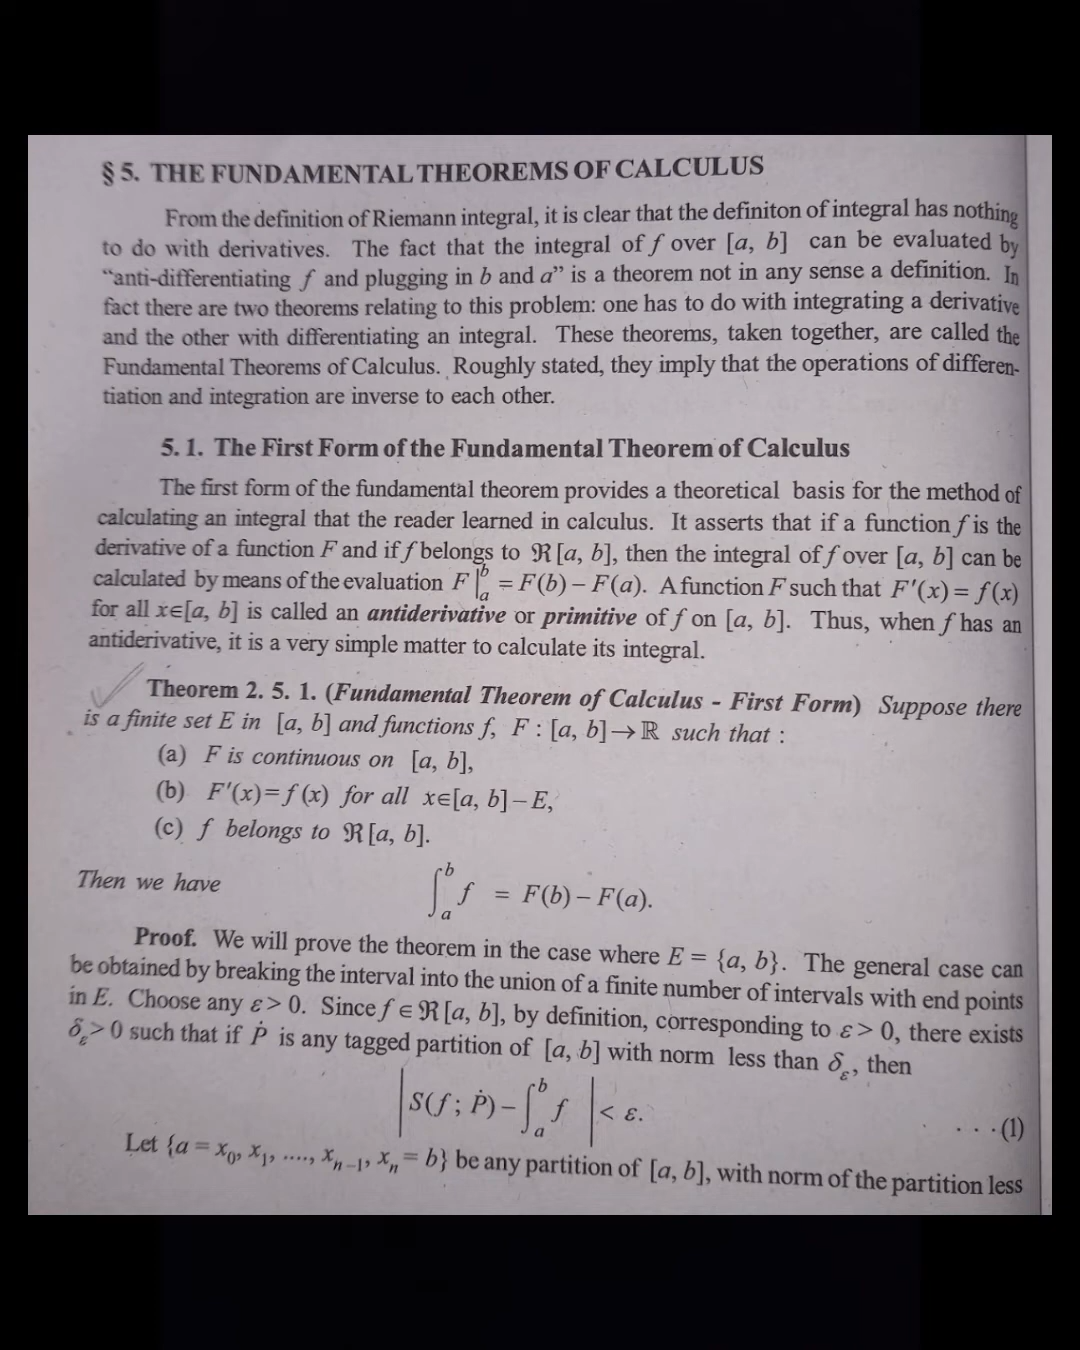 § 5. THE FUNDAMENTAL THEOREMS OF CALCULUS
From the definition of Riemann integral, it is clear that the definiton of integral has nothing
to do with derivatives. The fact that the integral of f over [a, b] can be evaluated by
“anti-differentiating f and plugging in b and a” is a theorem not in any sense a definition. In
fact there are two theorems relating to this problem: one has to do with integrating a derivative
and the other with differentiating an integral. These theorems, taken together, are called the
Fundamental Theorems of Calculus. Roughly stated, they imply that the operations of differen-
tiation and integration are inverse to each other.
5. 1. The First Form of the Fundamental Theorem of Calculus
The first form of the fundamental theorem provides a theoretical basis for the method of
calculating an integral that the reader learned in calculus. It asserts that if a function f is the
derivative of a function F and if f belongs to ℜ [a, b], then the integral of f over [a, b] can be
calculated by means of the evaluation F |ₐᵇ = F(b) – F(a). A function F such that F'(x) = f(x)
for all x∈[a, b] is called an antiderivative or primitive of f on [a, b]. Thus, when f has an
antiderivative, it is a very simple matter to calculate its integral.
Theorem 2. 5. 1. (Fundamental Theorem of Calculus - First Form) Suppose there
is a finite set E in [a, b] and functions f, F : [a, b]→ℝ such that :
(a) F is continuous on [a, b],
(b) F'(x)=f (x) for all x∈[a, b]–E,
(c) f belongs to ℜ [a, b].
Then we have ∫ₐᵇ f = F(b) – F(a).
Proof. We will prove the theorem in the case where E = {a, b}. The general case can
be obtained by breaking the interval into the union of a finite number of intervals with end points
in E. Choose any ε > 0. Since f ∈ ℜ [a, b], by definition, corresponding to ε > 0, there exists
δ_ε > 0 such that if Ṗ is any tagged partition of [a, b] with norm less than δ_ε, then
|S(f ; Ṗ) – ∫ₐᵇ f | < ε. . . . (1)
Let {a = x₀, x₁, ...., xₙ₋₁, xₙ = b} be any partition of [a, b], with norm of the partition less